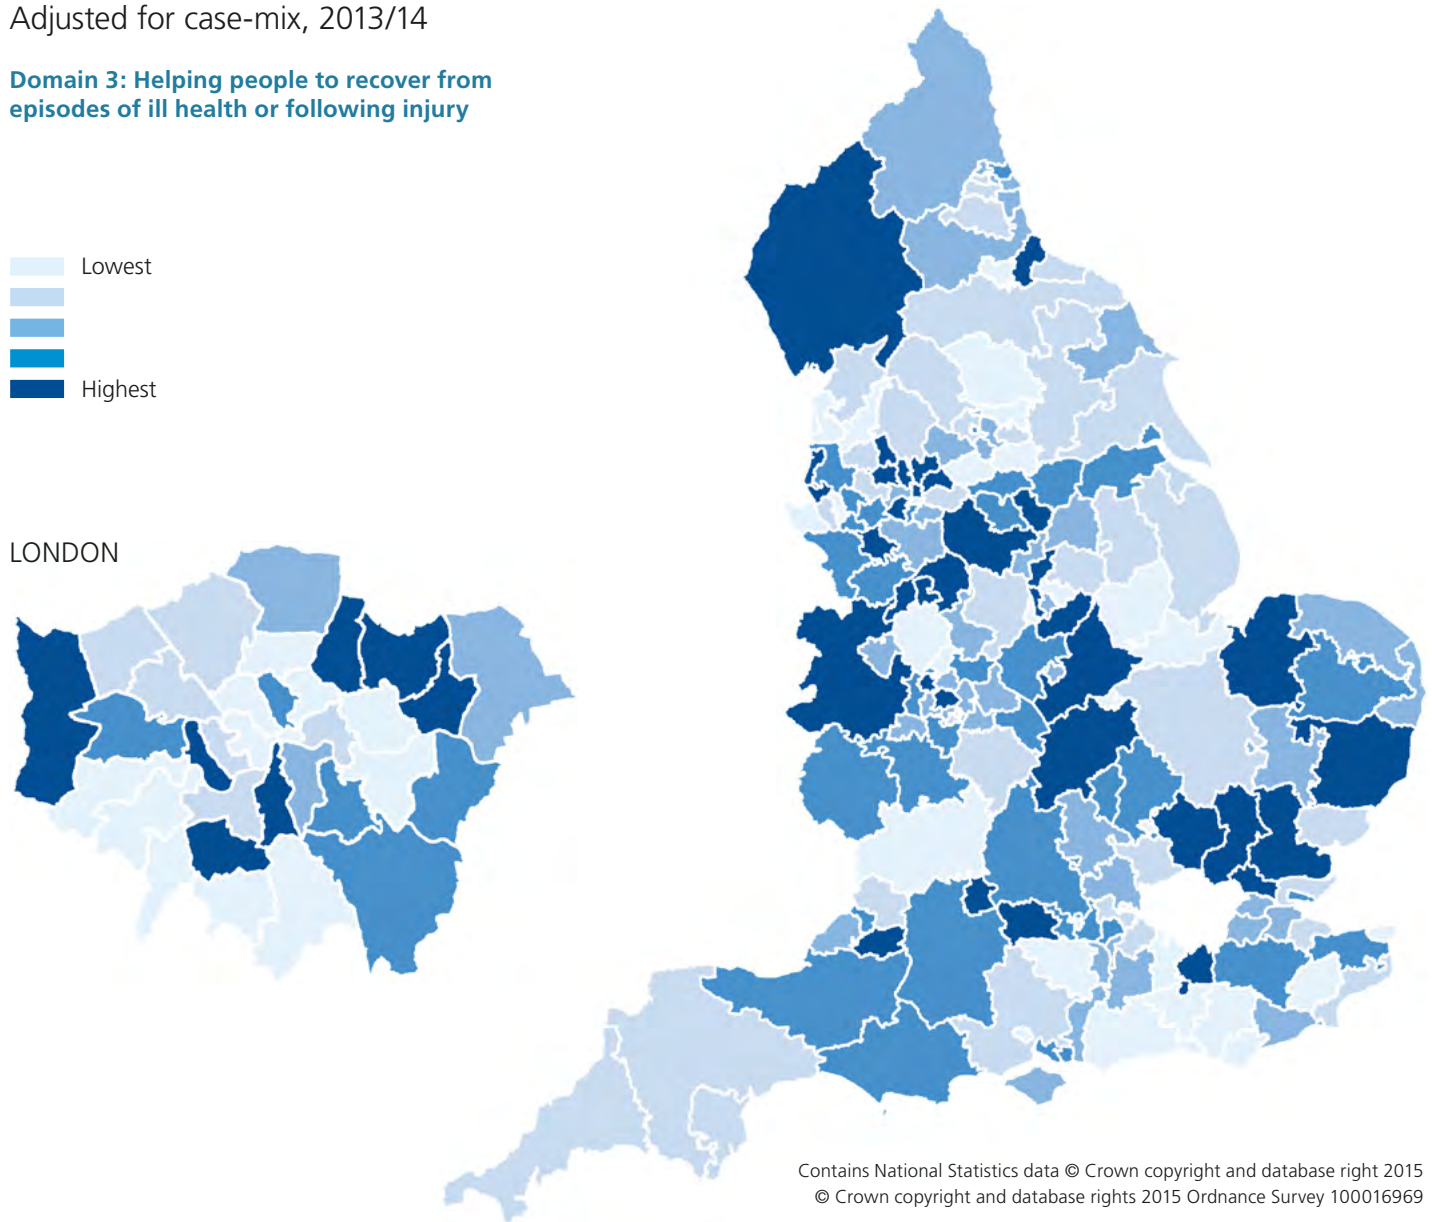 Adjusted for case-mix, 2013/14
Domain 3: Helping people to recover from
episodes of ill health or following injury
Lowest
Highest
LONDON
Contains National Statistics data © Crown copyright and database right 2015
© Crown copyright and database rights 2015 Ordnance Survey 100016969